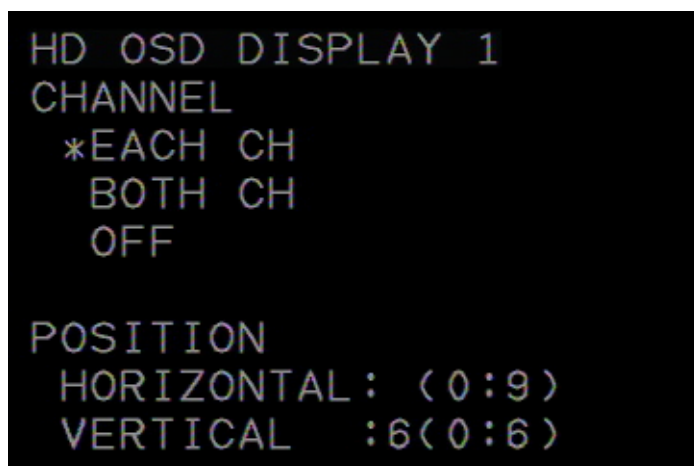 HD OSD DISPLAY 1
CHANNEL
*EACH CH
BOTH CH
OFF
POSITION
HORIZONTAL: (0:9)
VERTICAL :6(0:6)